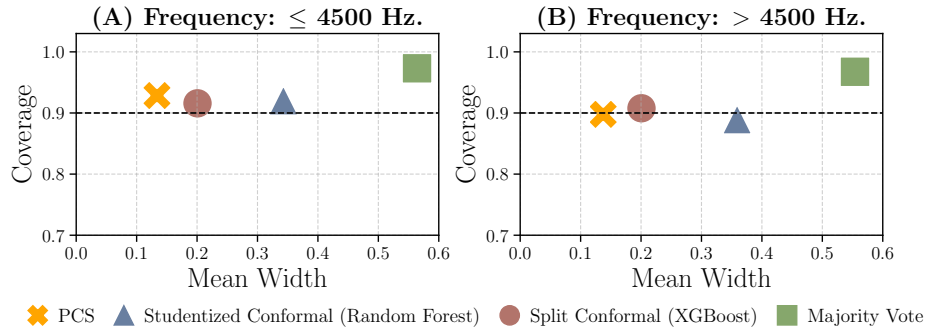 (A) Frequency: ≤ 4500 Hz.
(B) Frequency: > 4500 Hz.
Coverage
1.0
0.9
0.8
0.7
0.0 0.1 0.2 0.3 0.4 0.5 0.6
Mean Width
Coverage
1.0
0.9
0.8
0.7
0.0 0.1 0.2 0.3 0.4 0.5 0.6
Mean Width
PCS Studentized Conformal (Random Forest) Split Conformal (XGBoost) Majority Vote